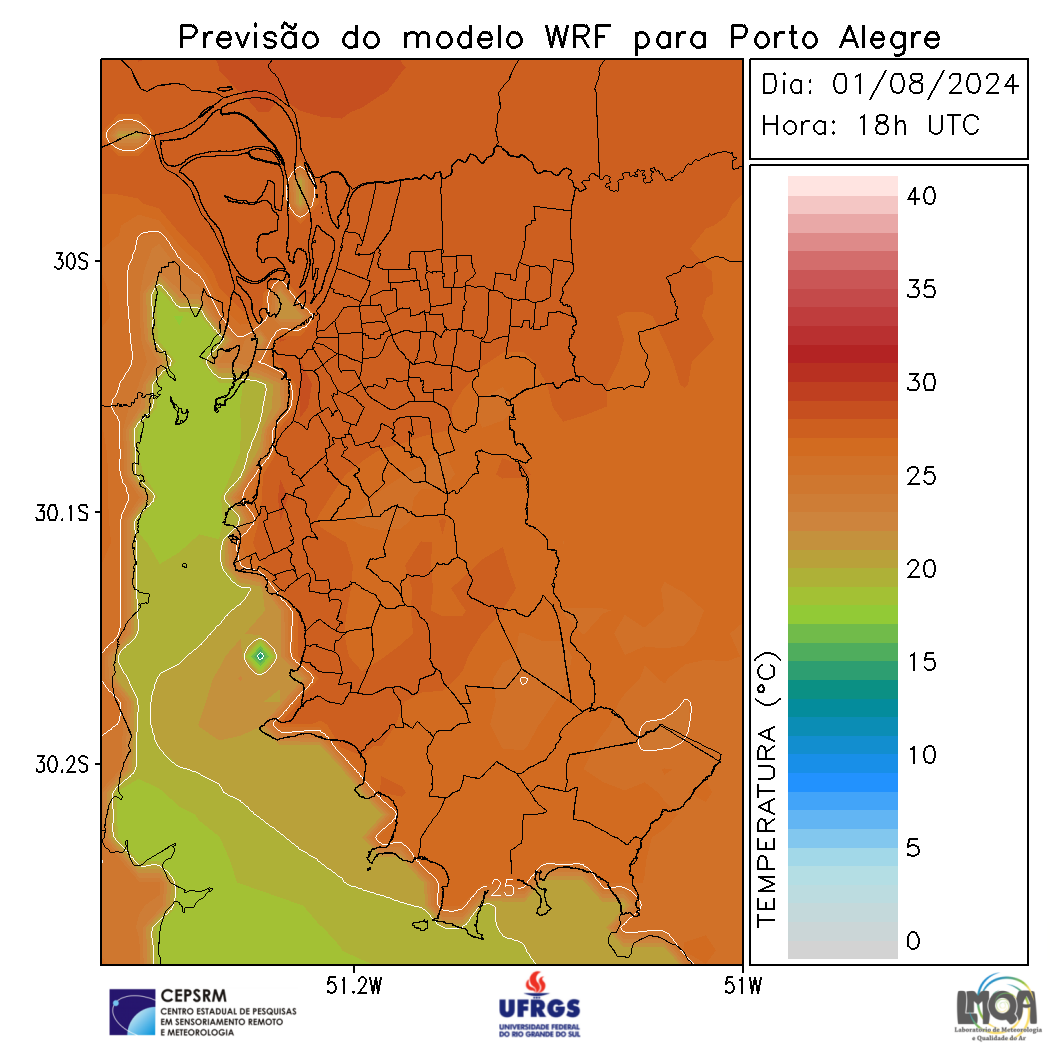 Previsão do modelo WRF para Porto Alegre
Dia: 01/08/2024
Hora: 18h UTC
40
35
30
25
20
15
10
5
0
TEMPERATURA (°C)
30S
30.1S
30.2S
25
51.2W
51W
CEPSRM
CENTRO ESTADUAL DE PESQUISAS
EM SENSORIAMENTO REMOTO
E METEOROLOGIA
UFRGS
UNIVERSIDADE FEDERAL
DO RIO GRANDE DO SUL
LMQA
Laboratório de Meteorologia
e Qualidade do Ar